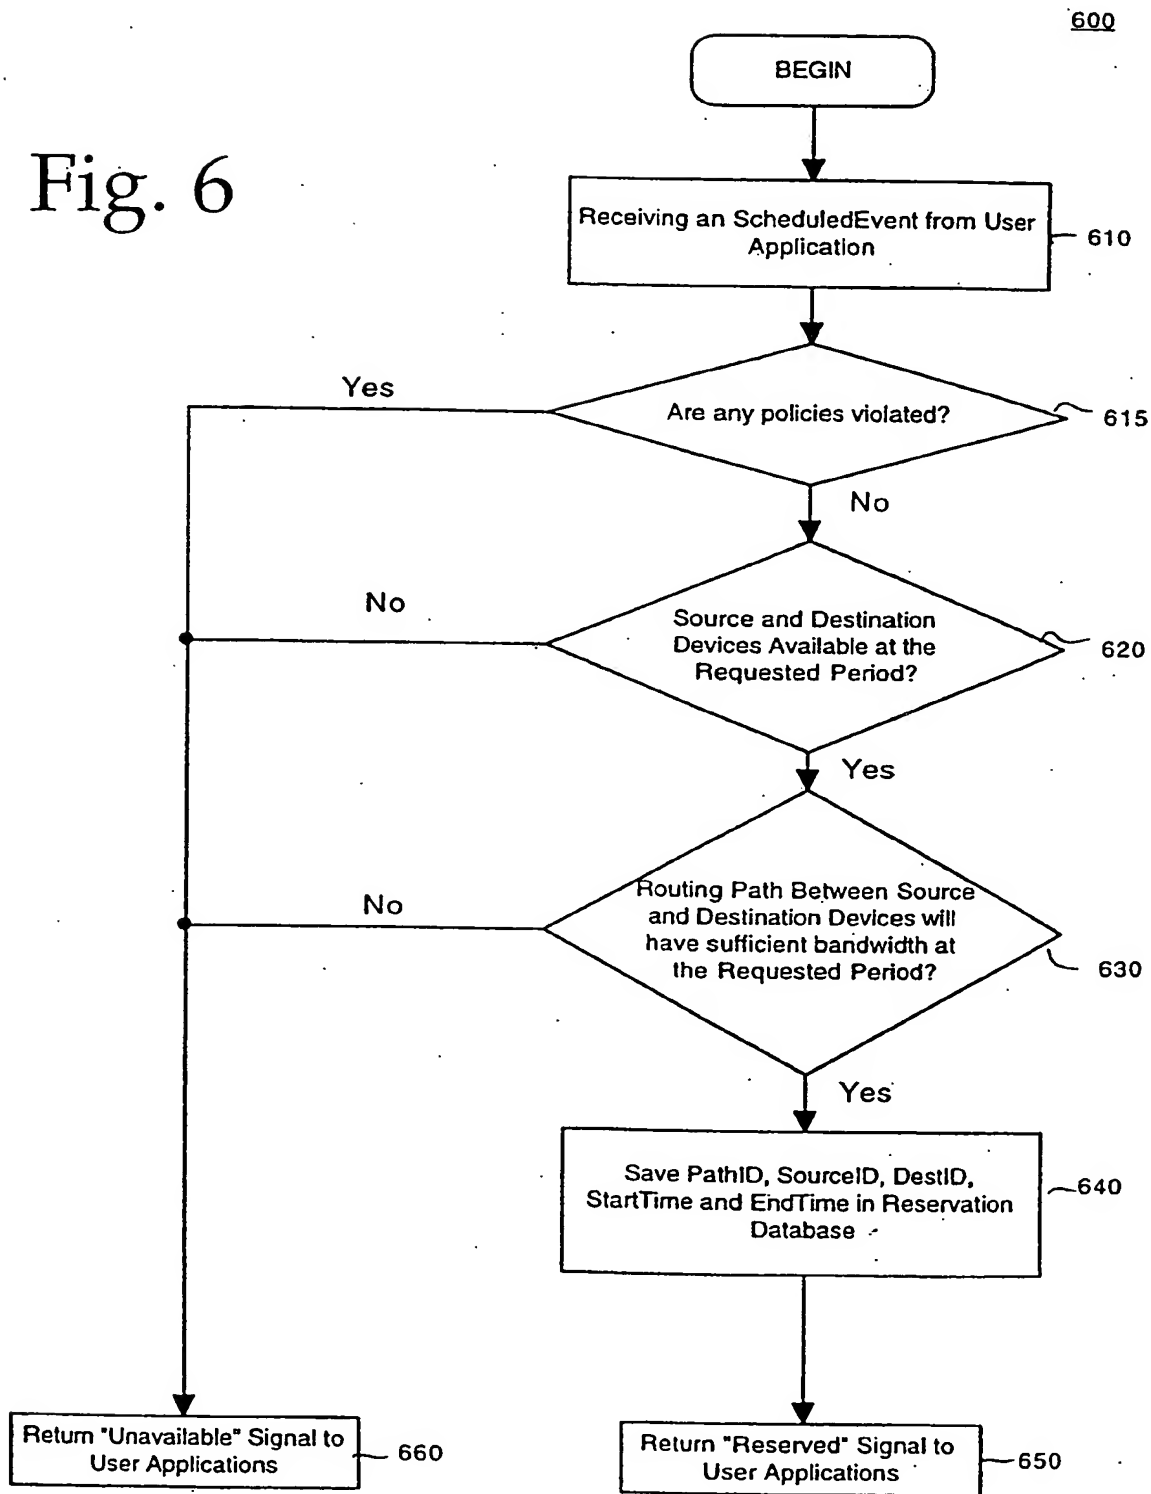 600
BEGIN
Fig. 6
Receiving an ScheduledEvent from User
Application
610
Yes
Are any policies violated?
615
No
No
Source and Destination
Devices Available at the
Requested Period?
620
Yes
No
Routing Path Between Source
and Destination Devices will
have sufficient bandwidth at
the Requested Period?
630
Yes
Save PathID, SourceID, DestID,
StartTime and EndTime in Reservation
Database
640
Return "Unavailable" Signal to
User Applications
660
Return "Reserved" Signal to
User Applications
650